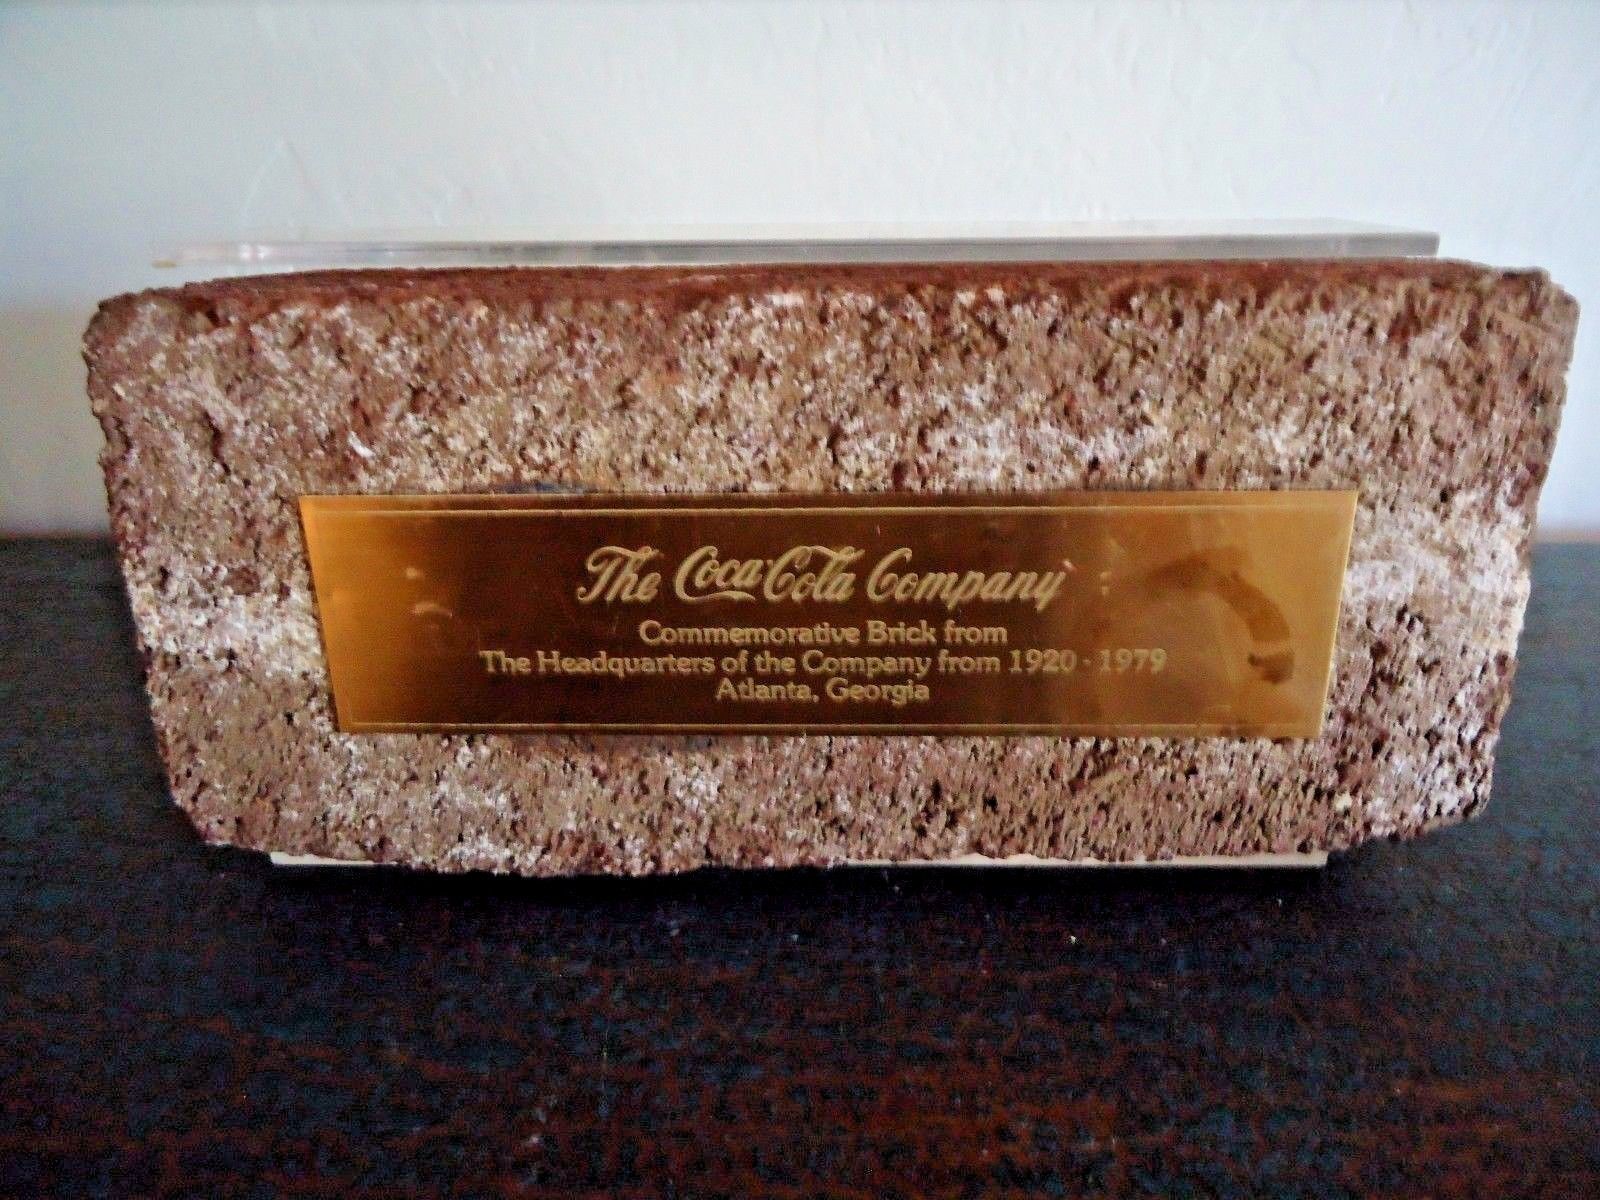 The Coca-Cola Company
Commemorative Brick from
The Headquarters of the Company from 1920 - 1979
Atlanta, Georgia